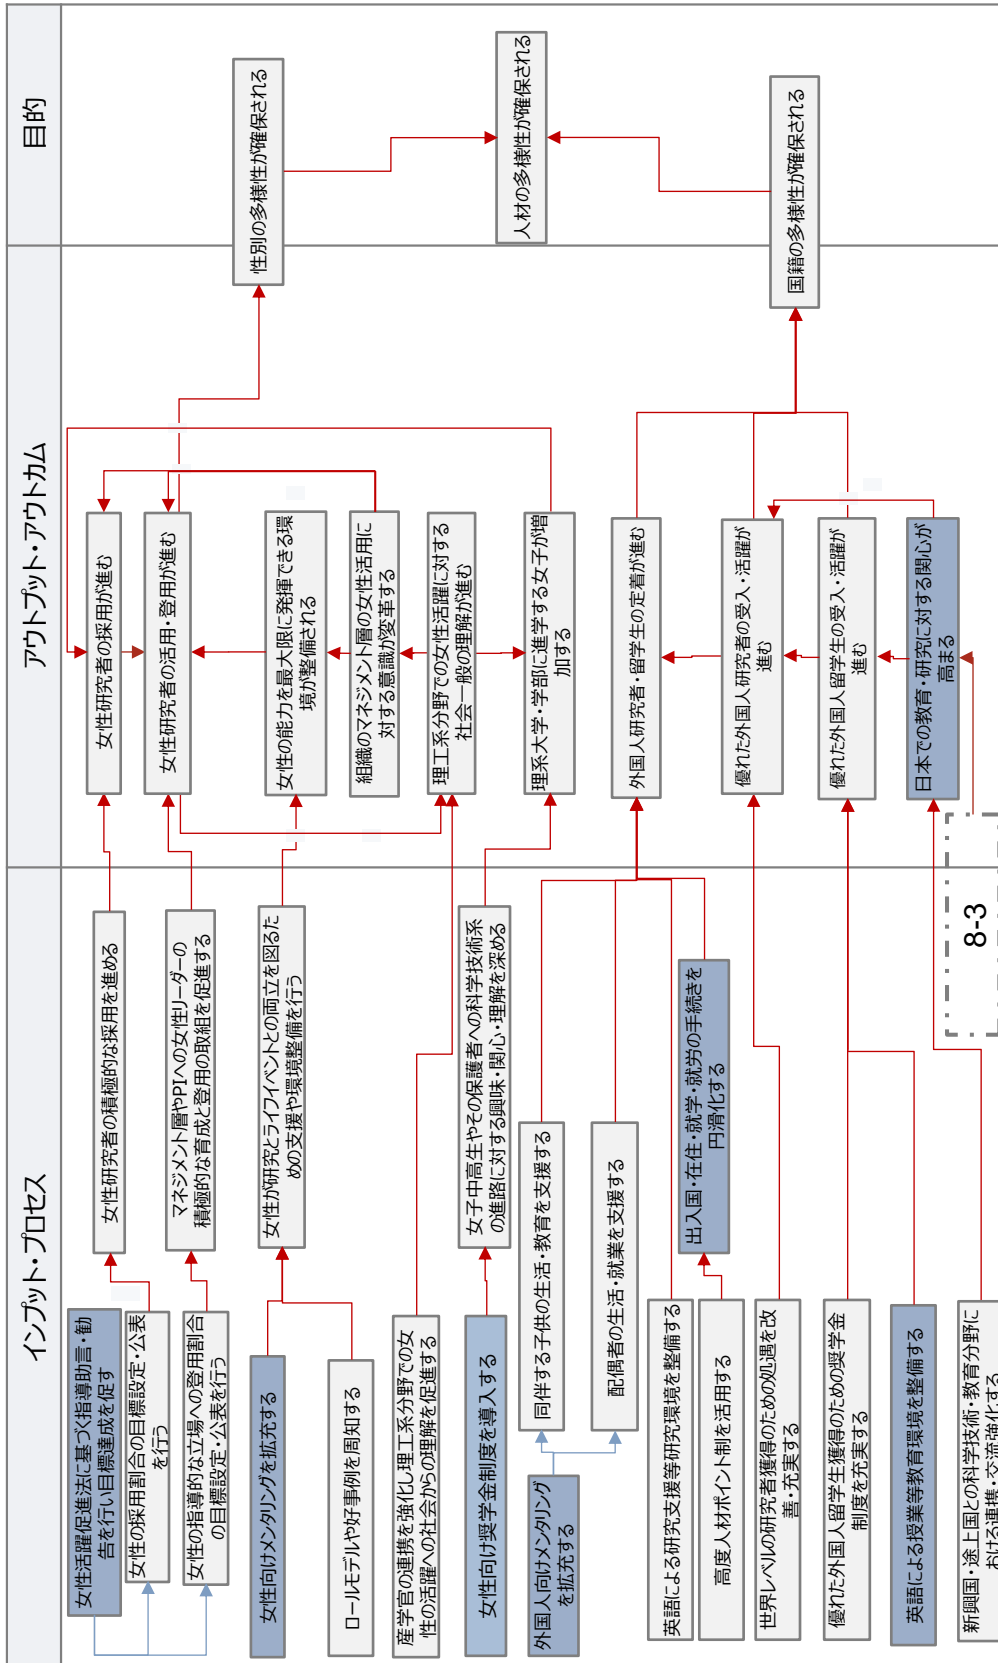 インプット・プロセス
アウトプット・アウトカム
目的
女性活躍促進法に基づく指導助言・勧
告を行い目標達成を促す
女性の採用割合の目標設定・公表
を行う
女性の指導的な立場への登用割合
の目標設定・公表を行う
女性向けメンタリングを拡充する
ロールモデルや好事例を周知する
産学官の連携を強化し理工系分野での女
性の活躍への社会からの理解を促進する
女性向け奨学金制度を導入する
外国人向けメンタリング
を拡充する
英語による研究支援等研究環境を整備する
高度人材ポイント制を活用する
世界レベルの研究者獲得のための処遇を改
善・充実する
優れた外国人留学生獲得のための奨学金
制度を充実する
英語による授業等教育環境を整備する
新興国・途上国との科学技術・教育分野に
おける連携・交流強化する
女性研究者の積極的な採用を進める
マネジメント層やPIへの女性リーダーの
積極的な育成と登用の取組を促進する
女性が研究とライフイベントとの両立を図るた
めの支援や環境整備を行う
女子中高生やその保護者への科学技術系
の進路に対する興味・関心・理解を深める
同伴する子供の生活・教育を支援する
配偶者の生活・就業を支援する
出入国・在住・就学・就労の手続きを
円滑化する
8-3
女性研究者の採用が進む
女性研究者の活用・登用が進む
女性の能力を最大限に発揮できる環
境が整備される
組織のマネジメント層の女性活用に
対する意識が変革する
理工系分野での女性活躍に対する
社会一般の理解が進む
理系大学・学部に進学する女子が増
加する
外国人研究者・留学生の定着が進む
優れた外国人研究者の受入・活躍が
進む
優れた外国人留学生の受入・活躍が
進む
日本での教育・研究に対する関心が
高まる
性別の多様性が確保される
人材の多様性が確保される
国籍の多様性が確保される